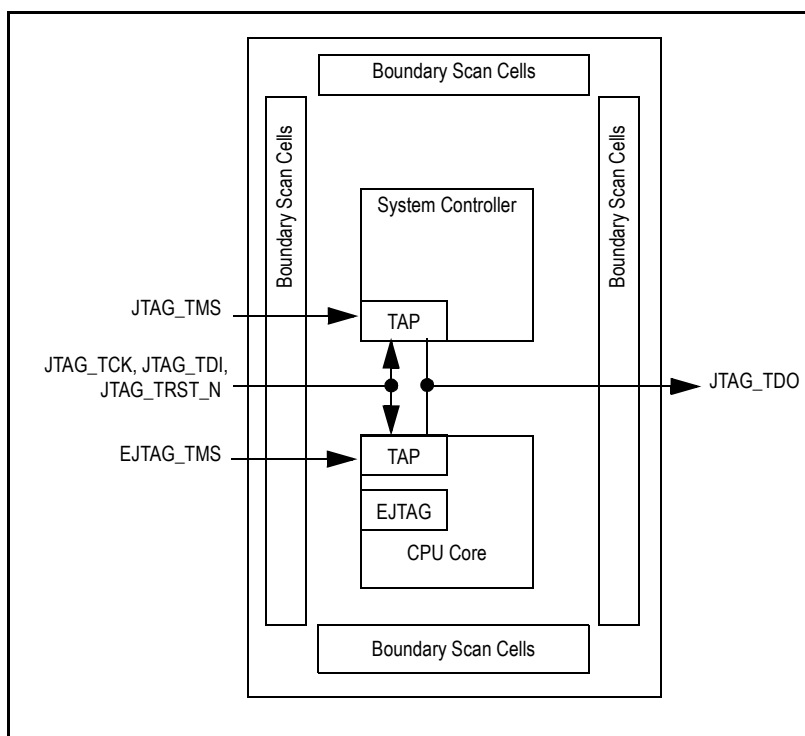 Boundary Scan Cells
Boundary Scan Cells
Boundary Scan Cells
System Controller
JTAG_TMS
TAP
JTAG_TCK, JTAG_TDI,
JTAG_TRST_N
JTAG_TDO
EJTAG_TMS
TAP
EJTAG
CPU Core
Boundary Scan Cells